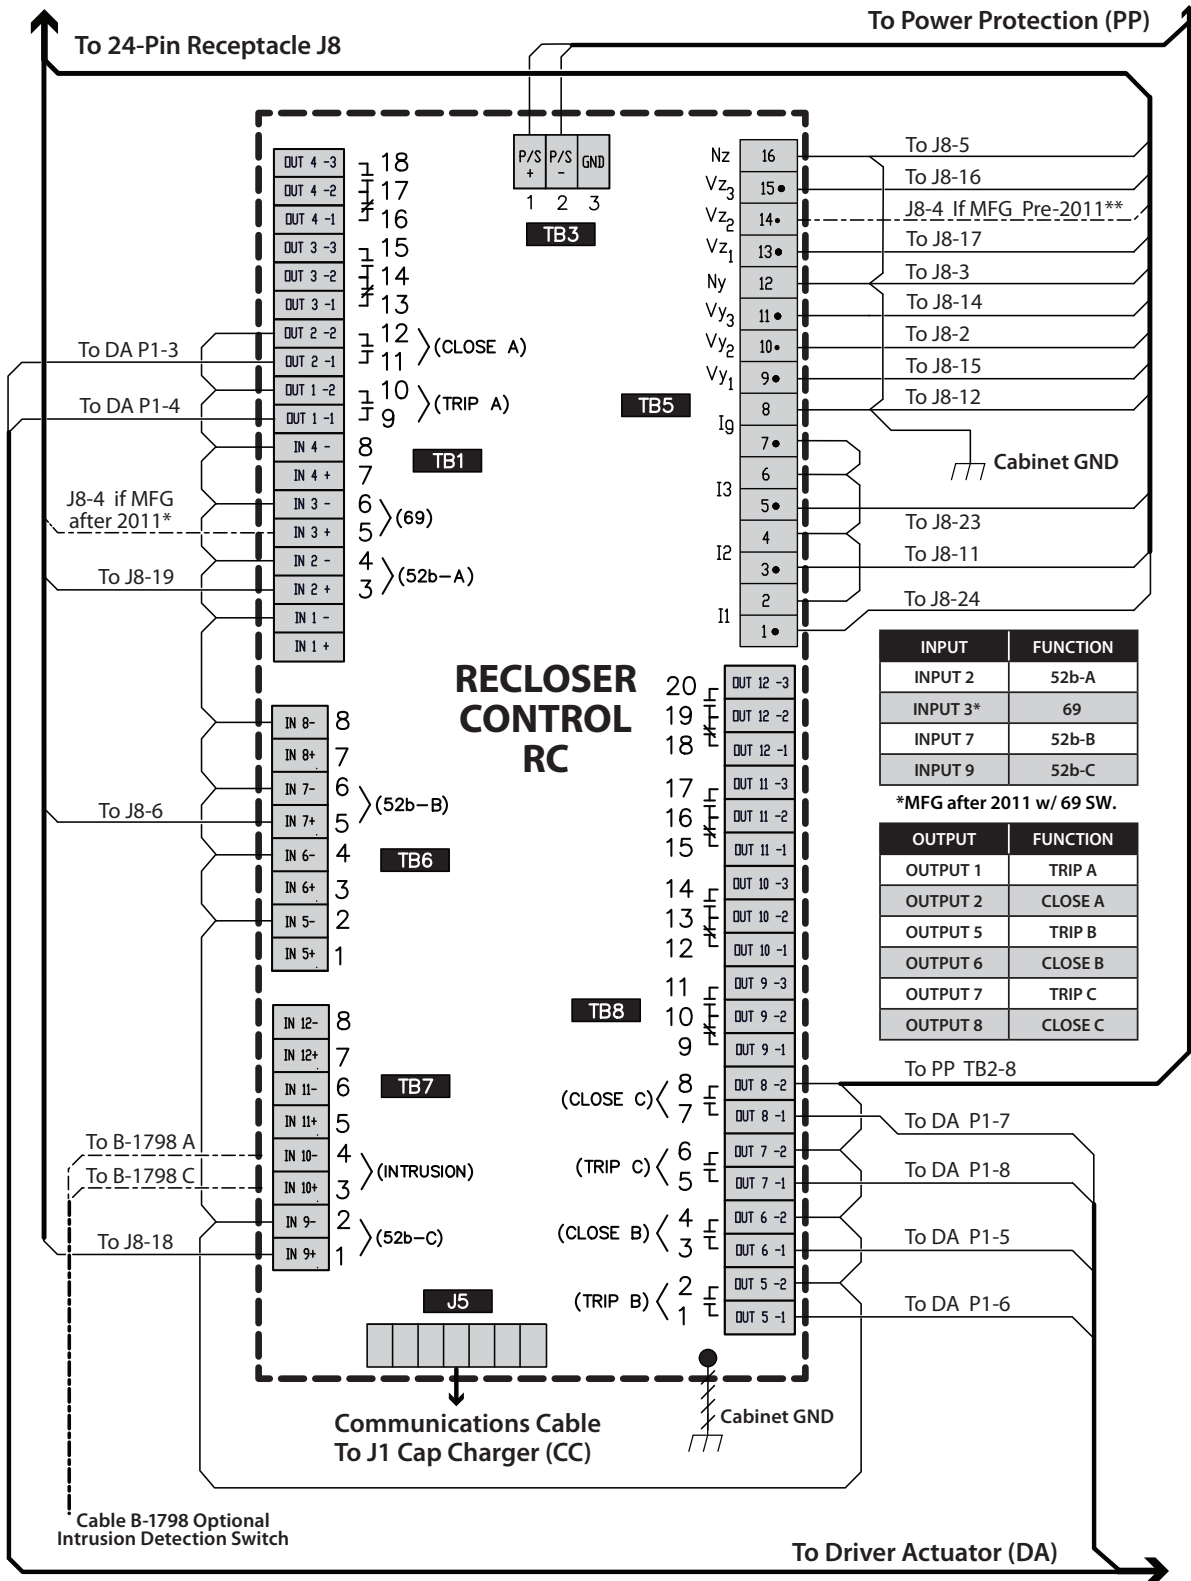 To 24-Pin Receptacle J8
To Power Protection (PP)
P/S +
P/S -
GND
1 2 3
TB3
OUT 4 -3 18
OUT 4 -2 17
OUT 4 -1 16
OUT 3 -3 15
OUT 3 -2 14
OUT 3 -1 13
OUT 2 -2 12
OUT 2 -1 11
(CLOSE A)
OUT 1 -2 10
OUT 1 -1 9
(TRIP A)
IN 4 - 8
IN 4 + 7
IN 3 - 6
IN 3 + 5
(69)
IN 2 - 4
IN 2 + 3
(52b-A)
IN 1 -
IN 1 +
TB1
To DA P1-3
To DA P1-4
J8-4 if MFG
after 2011*
To J8-19
Nz 16 To J8-5
Vz3 15 To J8-16
Vz2 14 J8-4 If MFG Pre-2011**
Vz1 13 To J8-17
Ny 12 To J8-3
Vy3 11 To J8-14
Vy2 10 To J8-2
Vy1 9 To J8-15
8 To J8-12
Ig
7
Cabinet GND
6
I3
5
To J8-23
4
I2
3 To J8-11
2
I1
1 To J8-24
TB5
RECLOSER
CONTROL
RC
INPUT FUNCTION
INPUT 2 52b-A
INPUT 3* 69
INPUT 7 52b-B
INPUT 9 52b-C
*MFG after 2011 w/ 69 SW.
OUTPUT FUNCTION
OUTPUT 1 TRIP A
OUTPUT 2 CLOSE A
OUTPUT 5 TRIP B
OUTPUT 6 CLOSE B
OUTPUT 7 TRIP C
OUTPUT 8 CLOSE C
IN 8- 8
IN 8+ 7
IN 7- 6
IN 7+ 5
(52b-B)
IN 6- 4
IN 6+ 3
IN 5- 2
IN 5+ 1
TB6
To J8-6
IN 12- 8
IN 12+ 7
IN 11- 6
IN 11+ 5
IN 10- 4
IN 10+ 3
(INTRUSION)
IN 9- 2
IN 9+ 1
(52b-C)
TB7
To B-1798 A
To B-1798 C
To J8-18
20 OUT 12 -3
19 OUT 12 -2
18 OUT 12 -1
17 OUT 11 -3
16 OUT 11 -2
15 OUT 11 -1
14 OUT 10 -3
13 OUT 10 -2
12 OUT 10 -1
11 OUT 9 -3
10 OUT 9 -2
9 OUT 9 -1
TB8
(CLOSE C)
8 OUT 8 -2 To PP TB2-8
7 OUT 8 -1 To DA P1-7
(TRIP C)
6 OUT 7 -2
5 OUT 7 -1 To DA P1-8
(CLOSE B)
4 OUT 6 -2
3 OUT 6 -1 To DA P1-5
(TRIP B)
2 OUT 5 -2
1 OUT 5 -1 To DA P1-6
J5
Communications Cable
To J1 Cap Charger (CC)
Cabinet GND
Cable B-1798 Optional
Intrusion Detection Switch
To Driver Actuator (DA)